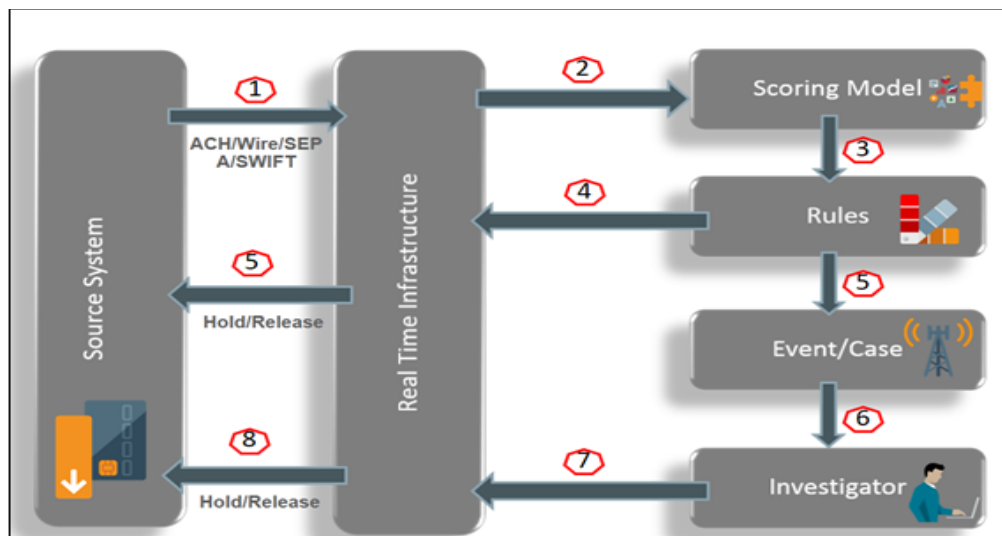 Source System
1
ACH/Wire/SEP
A/SWIFT
5
Hold/Release
8
Hold/Release
Real Time Infrastructure
2
4
7
Scoring Model
3
Rules
5
Event/Case
6
Investigator